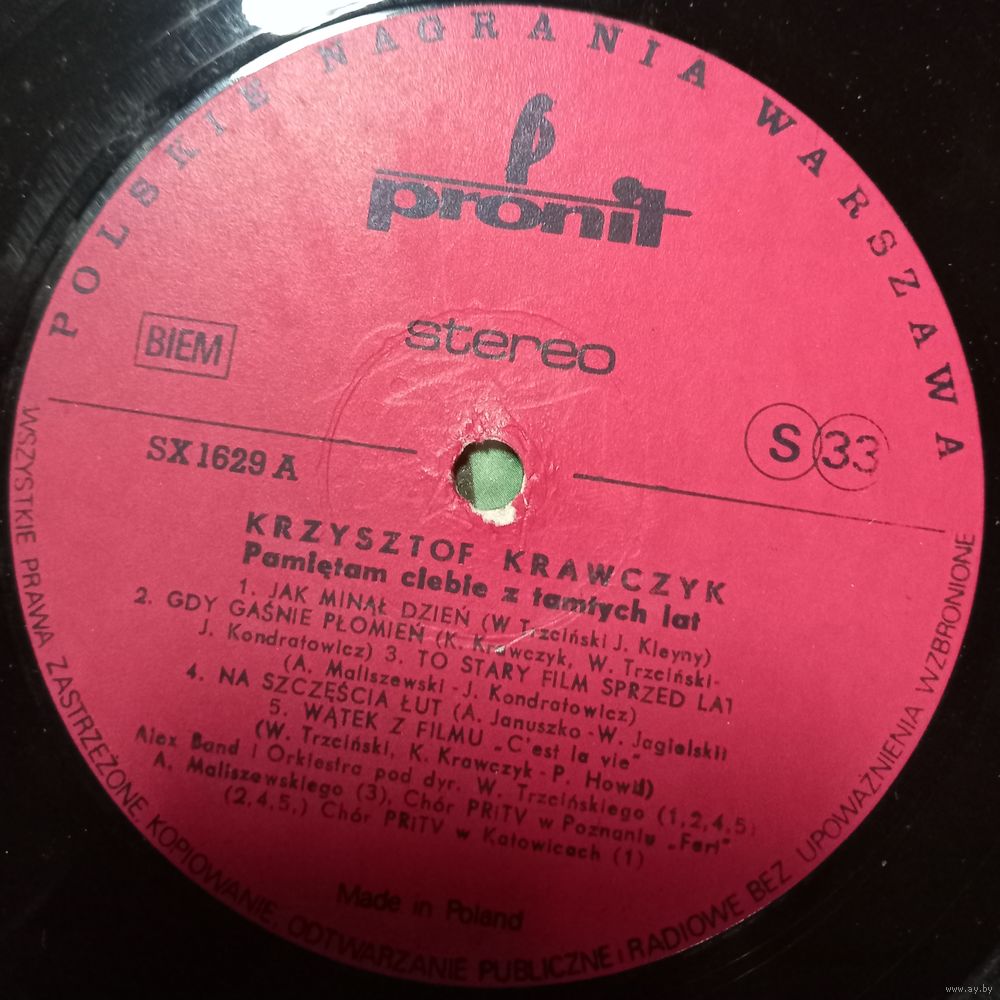 POLSKIE NAGRANIA WARSZAWA
pronit
stereo
BIEM
S 33
SX 1629 A
KRZYSZTOF KRAWCZYK
Pamiętam ciebie z tamtych lat
1. JAK MINĄŁ DZIEŃ (W Trzciński J. Kleyny)
2. GDY GAŚNIE PŁOMIEŃ (K. Krawczyk, W. Trzciński-
J. Kondratowicz) 3. TO STARY FILM SPRZED LAT
(A. Maliszewski - J. Kondratowicz)
4. NA SZCZĘŚCIA ŁUT (A. Januszko - W. Jagielski)
5. WĄTEK Z FILMU „C'est la vie"
(W. Trzciński, K. Krawczyk - P. Howil)
Alex Band i Orkiestra pod dyr. W. Trzcińskiego (1,2,4,5)
A. Maliszewskiego (3), Chór PRiTV w Poznaniu „Fert"
(2,4,5,) Chór PRiTV w Katowicach (1)
Made in Poland
WSZYSTKIE PRAWA ZASTRZEŻONE, KOPIOWANIE, ODTWARZANIE PUBLICZNE i RADIOWE BEZ UPOWAŻNIENIA WZBRONIONE
www.ay.by